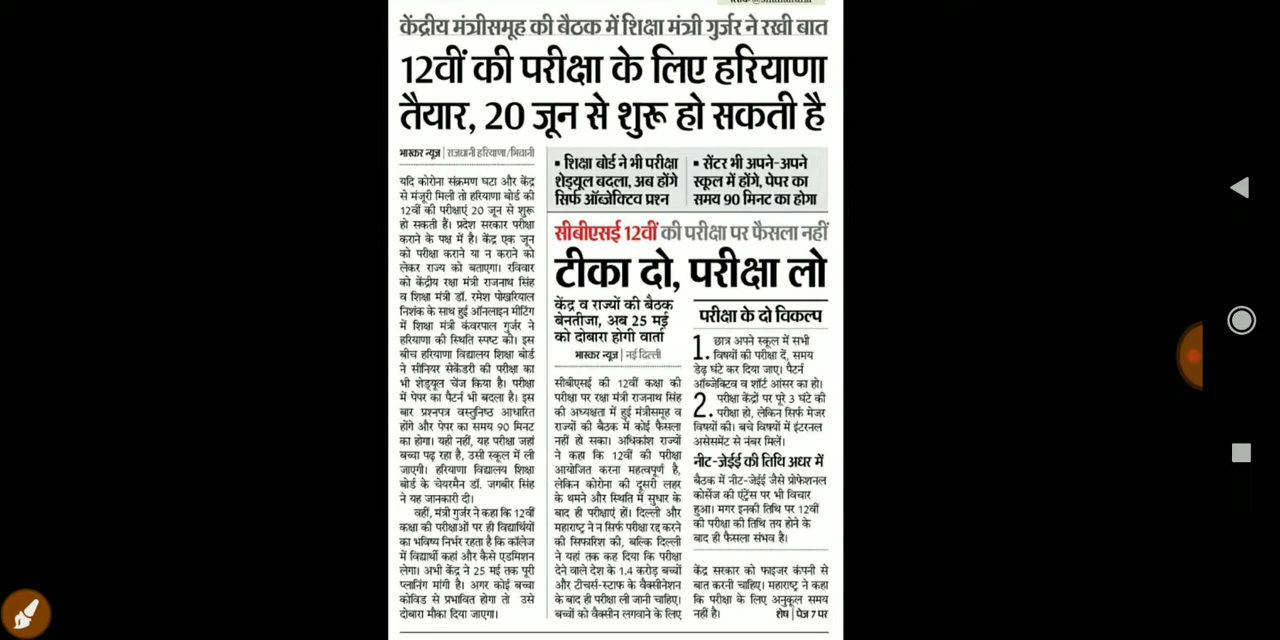 केंद्रीय मंत्रीसमूह की बैठक में शिक्षा मंत्री गुर्जर ने रखी बात
12वीं की परीक्षा के लिए हरियाणा
तैयार, 20 जून से शुरू हो सकती है
भास्कर न्यूज | राजधानी हरियाणा/भिवानी
यदि कोरोना संक्रमण घटा और केंद्र
से मंजूरी मिली तो हरियाणा बोर्ड की
12वीं की परीक्षाएं 20 जून से शुरू
हो सकती हैं। प्रदेश सरकार परीक्षा
कराने के पक्ष में है। केंद्र एक जून
को परीक्षा कराने या न कराने को
लेकर राज्य को बताएगा। रविवार
को केंद्रीय रक्षा मंत्री राजनाथ सिंह
व शिक्षा मंत्री डॉ. रमेश पोखरियाल
निशंक के साथ हुई ऑनलाइन मीटिंग
में शिक्षा मंत्री कंवरपाल गुर्जर ने
हरियाणा की स्थिति स्पष्ट की। इस
बीच हरियाणा विद्यालय शिक्षा बोर्ड
ने सीनियर सेकेंडरी की परीक्षा का
भी शेड्यूल चेंज किया है। परीक्षा
में पेपर का पैटर्न भी बदला है। इस
बार प्रश्नपत्र वस्तुनिष्ठ आधारित
होंगे और पेपर का समय 90 मिनट
का होगा। यही नहीं, यह परीक्षा जहां
बच्चा पढ़ रहा है, उसी स्कूल में ली
जाएगी। हरियाणा विद्यालय शिक्षा
बोर्ड के चेयरमैन डॉ. जगबीर सिंह
ने यह जानकारी दी।
वहीं, मंत्री गुर्जर ने कहा कि 12वीं
कक्षा की परीक्षाओं पर ही विद्यार्थियों
का भविष्य निर्भर रहता है कि कॉलेज
में विद्यार्थी कहां और कैसे एडमिशन
लेगा। अभी केंद्र ने 25 मई तक पूरी
प्लानिंग मांगी है। अगर कोई बच्चा
कोविड से प्रभावित होगा तो उसे
दोबारा मौका दिया जाएगा।
▪ शिक्षा बोर्ड ने भी परीक्षा
शेड्यूल बदला, अब होंगे
सिर्फ ऑब्जेक्टिव प्रश्न
▪ सेंटर भी अपने-अपने
स्कूल में होंगे, पेपर का
समय 90 मिनट का होगा
सीबीएसई 12वीं की परीक्षा पर फैसला नहीं
टीका दो, परीक्षा लो
केंद्र व राज्यों की बैठक
बेनतीजा, अब 25 मई
को दोबारा होगी वार्ता
भास्कर न्यूज | नई दिल्ली
सीबीएसई की 12वीं कक्षा की
परीक्षा पर रक्षा मंत्री राजनाथ सिंह
की अध्यक्षता में हुई मंत्रीसमूह व
राज्यों की बैठक में कोई फैसला
नहीं हो सका। अधिकांश राज्यों
ने कहा कि 12वीं की परीक्षा
आयोजित करना महत्वपूर्ण है,
लेकिन कोरोना की दूसरी लहर
के थमने और स्थिति में सुधार के
बाद ही परीक्षाएं हों। दिल्ली और
महाराष्ट्र ने न सिर्फ परीक्षा रद्द करने
की सिफारिश की, बल्कि दिल्ली
ने यहां तक कह दिया कि परीक्षा
देने वाले देश के 1.4 करोड़ बच्चों
और टीचर्स-स्टाफ के वैक्सीनेशन
के बाद ही परीक्षा ली जानी चाहिए।
बच्चों को वैक्सीन लगवाने के लिए
परीक्षा के दो विकल्प
1. छात्र अपने स्कूल में सभी
विषयों की परीक्षा दें, समय
डेढ़ घंटे कर दिया जाए। पैटर्न
ऑब्जेक्टिव व शॉर्ट आंसर का हो।
2. परीक्षा केंद्रों पर पूरे 3 घंटे की
परीक्षा हो, लेकिन सिर्फ मेजर
विषयों की। बचे विषयों में इंटरनल
असेसमेंट से नंबर मिलें।
नीट-जेईई की तिथि अधर में
बैठक में नीट-जेईई जैसे प्रोफेशनल
कोर्सेज की एंट्रेंस पर भी विचार
हुआ। मगर इनकी तिथि पर 12वीं
की परीक्षा की तिथि तय होने के
बाद ही फैसला संभव है।
केंद्र सरकार को फाइजर कंपनी से
बात करनी चाहिए। महाराष्ट्र ने कहा
कि परीक्षा के लिए अनुकूल समय
नहीं है। शेष | पेज 7 पर